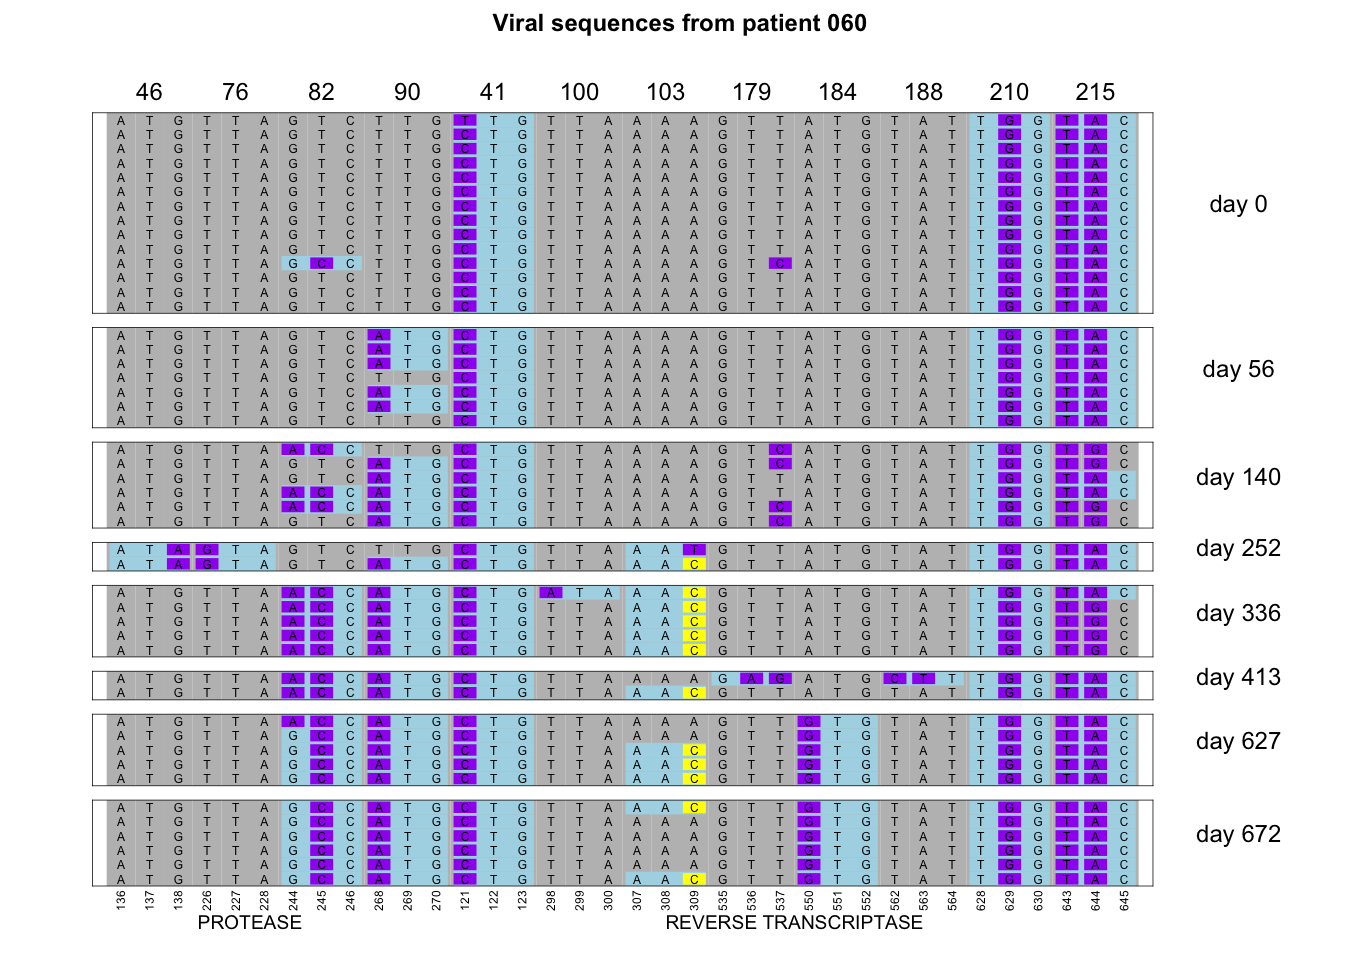 Viral sequences from patient 060
46 76 82 90 41 100 103 179 184 188 210 215
A T G T T A G T C T T G T T G T T A A A A G T T A T G T A T T G G T A C
A T G T T A G T C T T G C T G T T A A A A G T T A T G T A T T G G T A C
A T G T T A G T C T T G C T G T T A A A A G T T A T G T A T T G G T A C
A T G T T A G T C T T G C T G T T A A A A G T T A T G T A T T G G T A C
A T G T T A G T C T T G C T G T T A A A A G T T A T G T A T T G G T A C
A T G T T A G T C T T G C T G T T A A A A G T T A T G T A T T G G T A C
A T G T T A G T C T T G C T G T T A A A A G T T A T G T A T T G G T A C
A T G T T A G T C T T G C T G T T A A A A G T T A T G T A T T G G T A C
A T G T T A G T C T T G C T G T T A A A A G T T A T G T A T T G G T A C
A T G T T A G T C T T G C T G T T A A A A G T T A T G T A T T G G T A C
A T G T T A G C C T T G C T G T T A A A A G T C A T G T A T T G G T A C
A T G T T A G T C T T G C T G T T A A A A G T T A T G T A T T G G T A C
A T G T T A G T C T T G C T G T T A A A A G T T A T G T A T T G G T A C
A T G T T A G T C T T G C T G T T A A A A G T T A T G T A T T G G T A C
day 0
A T G T T A G T C A T G C T G T T A A A A G T T A T G T A T T G G T A C
A T G T T A G T C A T G C T G T T A A A A G T T A T G T A T T G G T A C
A T G T T A G T C A T G C T G T T A A A A G T T A T G T A T T G G T A C
A T G T T A G T C T T G C T G T T A A A A G T T A T G T A T T G G T A C
A T G T T A G T C A T G C T G T T A A A A G T T A T G T A T T G G T A C
A T G T T A G T C A T G C T G T T A A A A G T T A T G T A T T G G T A C
A T G T T A G T C T T G C T G T T A A A A G T T A T G T A T T G G T A C
day 56
A T G T T A A C C T T G C T G T T A A A A G T C A T G T A T T G G T G C
A T G T T A G T C A T G C T G T T A A A A G T C A T G T A T T G G T G C
A T G T T A G T C A T G C T G T T A A A A G T T A T G T A T T G G T A C
A T G T T A A C C A T G C T G T T A A A A G T T A T G T A T T G G T A C
A T G T T A A C C A T G C T G T T A A A A G T C A T G T A T T G G T G C
A T G T T A G T C A T G C T G T T A A A A G T C A T G T A T T G G T G C
day 140
A T A G T A G T C T T G C T G T T A A A T G T T A T G T A T T G G T A C
A T A G T A G T C A T G C T G T T A A A C G T T A T G T A T T G G T A C
day 252
A T G T T A A C C A T G C T G A T A A A C G T T A T G T A T T G G T A C
A T G T T A A C C A T G C T G T T A A A C G T T A T G T A T T G G T G C
A T G T T A A C C A T G C T G T T A A A C G T T A T G T A T T G G T G C
A T G T T A A C C A T G C T G T T A A A C G T T A T G T A T T G G T G C
A T G T T A A C C A T G C T G T T A A A C G T T A T G T A T T G G T G C
day 336
A T G T T A A C C A T G C T G T T A A A A G A G A T G C T T T G G T A C
A T G T T A A C C A T G C T G T T A A A C G T T A T G T A T T G G T A C
day 413
A T G T T A A C C A T G C T G T T A A A A G T T G T G T A T T G G T A C
A T G T T A G C C A T G C T G T T A A A A G T T G T G T A T T G G T A C
A T G T T A G C C A T G C T G T T A A A C G T T G T G T A T T G G T A C
A T G T T A G C C A T G C T G T T A A A C G T T G T G T A T T G G T A C
A T G T T A G C C A T G C T G T T A A A C G T T G T G T A T T G G T A C
day 627
A T G T T A G C C A T G C T G T T A A A C G T T G T G T A T T G G T A C
A T G T T A G C C A T G C T G T T A A A A G T T G T G T A T T G G T A C
A T G T T A G C C A T G C T G T T A A A A G T T G T G T A T T G G T A C
A T G T T A G C C A T G C T G T T A A A A G T T G T G T A T T G G T A C
A T G T T A G C C A T G C T G T T A A A A G T T G T G T A T T G G T A C
A T G T T A G C C A T G C T G T T A A A C G T T G T G T A T T G G T A C
day 672
136 137 138 226 227 228 244 245 246 268 269 270 121 122 123 298 299 300 307 308 309 535 536 537 550 551 552 562 563 564 628 629 630 643 644 645
PROTEASE REVERSE TRANSCRIPTASE